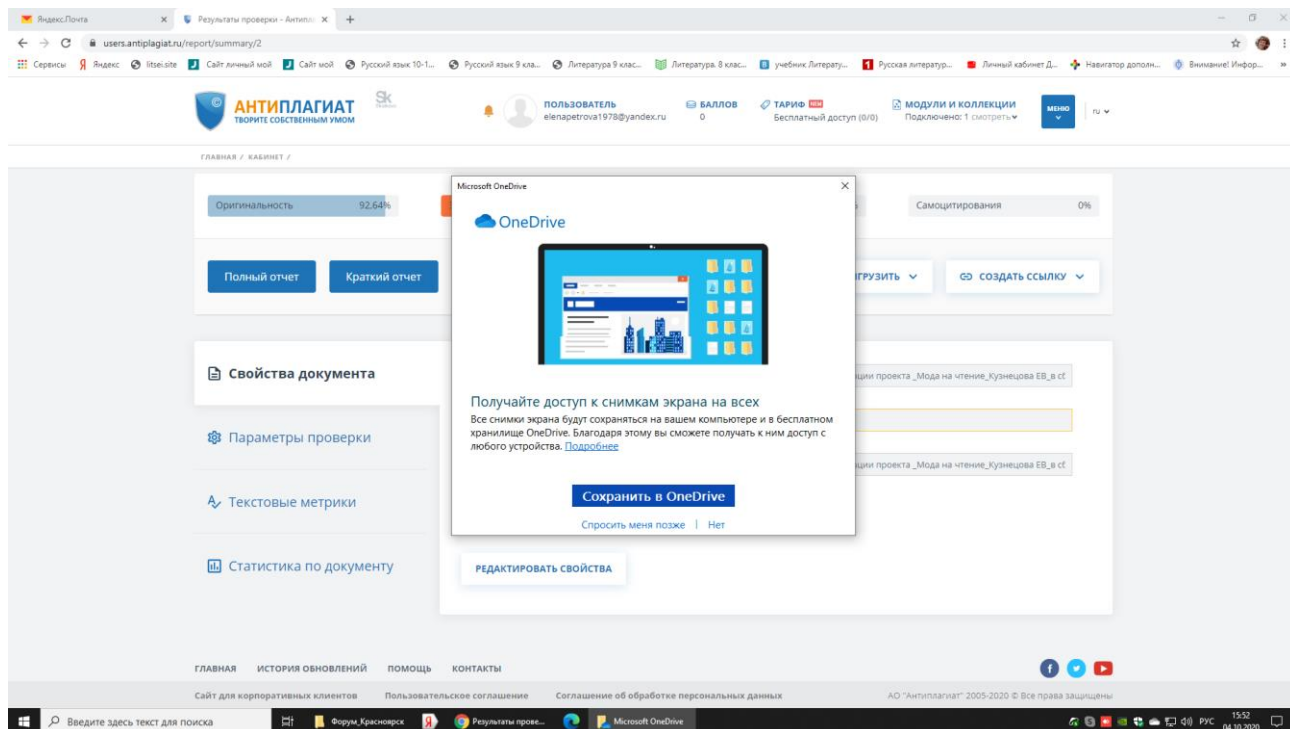 Яндекс.Почта
Результаты проверки - Антипла
users.antiplagiat.ru/report/summary/2
Сервисы Яндекс litsei.site Сайт личный мой Сайт мой Русский язык 10-1... Русский язык 9 кла... Литература 9 клас... Литература. 8 клас... учебник Литерату... Русская литератур... Личный кабинет Д... Навигатор дополн... Внимание! Инфор... »
АНТИПЛАГИАТ
ТВОРИТЕ СОБСТВЕННЫМ УМОМ
Sk
ПОЛЬЗОВАТЕЛЬ
elenapetrova1978@yandex.ru
БАЛЛОВ
0
ТАРИФ NEW
Бесплатный доступ (0/0)
МОДУЛИ И КОЛЛЕКЦИИ
Подключено: 1 смотреть
МЕНЮ
ru
ГЛАВНАЯ / КАБИНЕТ /
Оригинальность 92.64%
Самоцитирования 0%
Полный отчет
Краткий отчет
ГРУЗИТЬ
СОЗДАТЬ ССЫЛКУ
Свойства документа
Параметры проверки
Текстовые метрики
Статистика по документу
Microsoft OneDrive
OneDrive
Получайте доступ к снимкам экрана на всех
Все снимки экрана будут сохраняться на вашем компьютере и в бесплатном
хранилище OneDrive. Благодаря этому вы сможете получать к ним доступ с
любого устройства. Подробнее
Сохранить в OneDrive
Спросить меня позже | Нет
ции проекта _Мода на чтение_Кузнецова ЕВ_в сб
ции проекта _Мода на чтение_Кузнецова ЕВ_в сб
РЕДАКТИРОВАТЬ СВОЙСТВА
ГЛАВНАЯ ИСТОРИЯ ОБНОВЛЕНИЙ ПОМОЩЬ КОНТАКТЫ
Сайт для корпоративных клиентов Пользовательское соглашение Соглашение об обработке персональных данных АО "Антиплагиат" 2005-2020 © Все права защищены
Введите здесь текст для поиска
Форум_Красноярск
Результаты прове...
Microsoft OneDrive
РУС
15:52
04.10.2020